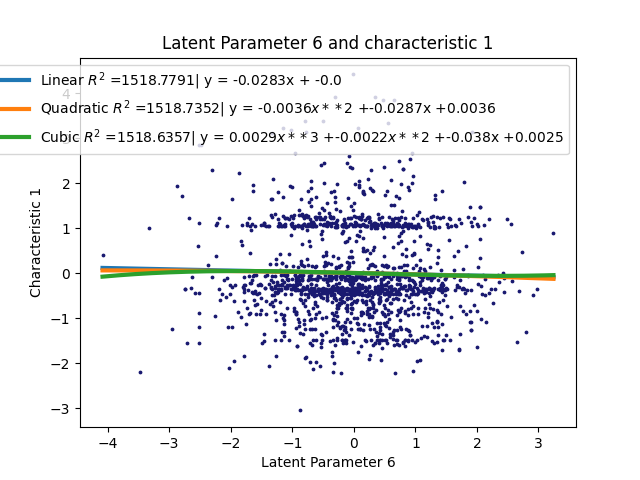 Latent Parameter 6 and characteristic 1
Linear R² =1518.7791| y = -0.0283x + -0.0
Quadratic R² =1518.7352| y = -0.0036x * *2 +-0.0287x +0.0036
Cubic R² =1518.6357| y = 0.0029x * *3 +-0.0022x * *2 +-0.038x +0.0025
Characteristic 1
4
3
2
1
0
−1
−2
−3
−4 −3 −2 −1 0 1 2 3
Latent Parameter 6